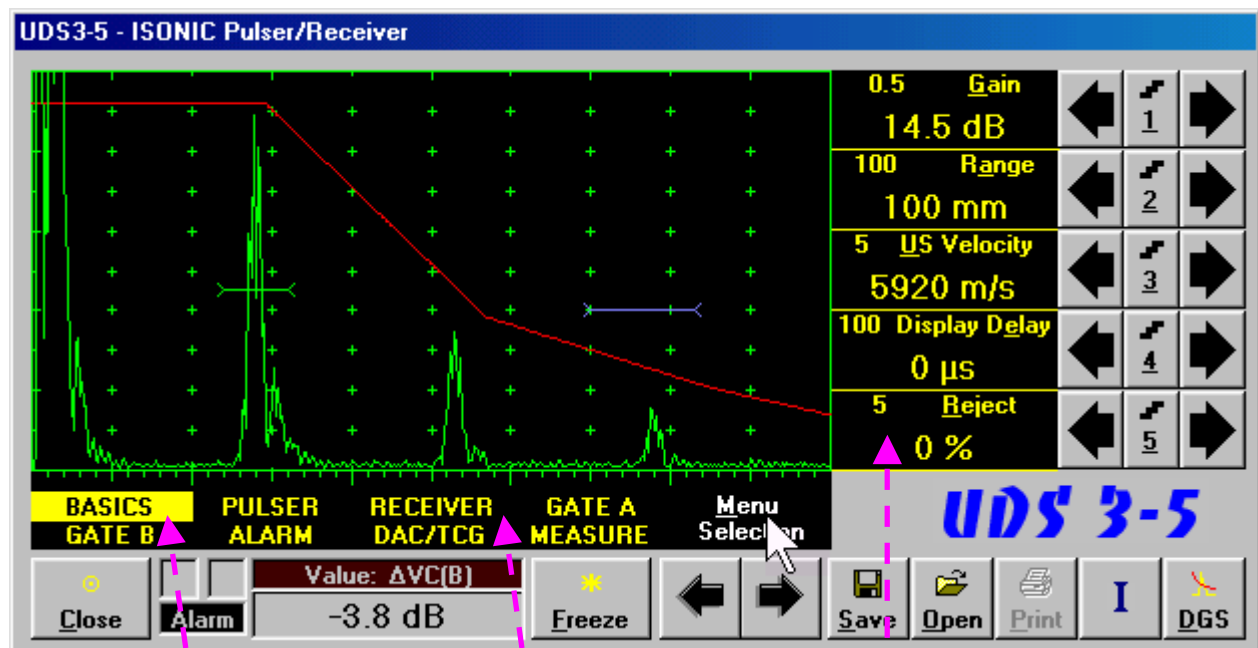 UDS3-5 - ISONIC Pulser/Receiver
0.5 Gain
14.5 dB
1
100 Range
100 mm
2
5 US Velocity
5920 m/s
3
100 Display Delay
0 µs
4
5 Reject
0 %
5
BASICS PULSER RECEIVER GATE A Menu
GATE B ALARM DAC/TCG MEASURE Selection
UDS 3-5
Close
Alarm
Value: ΔVC(B)
-3.8 dB
Freeze
Save
Open
Print
I
DGS